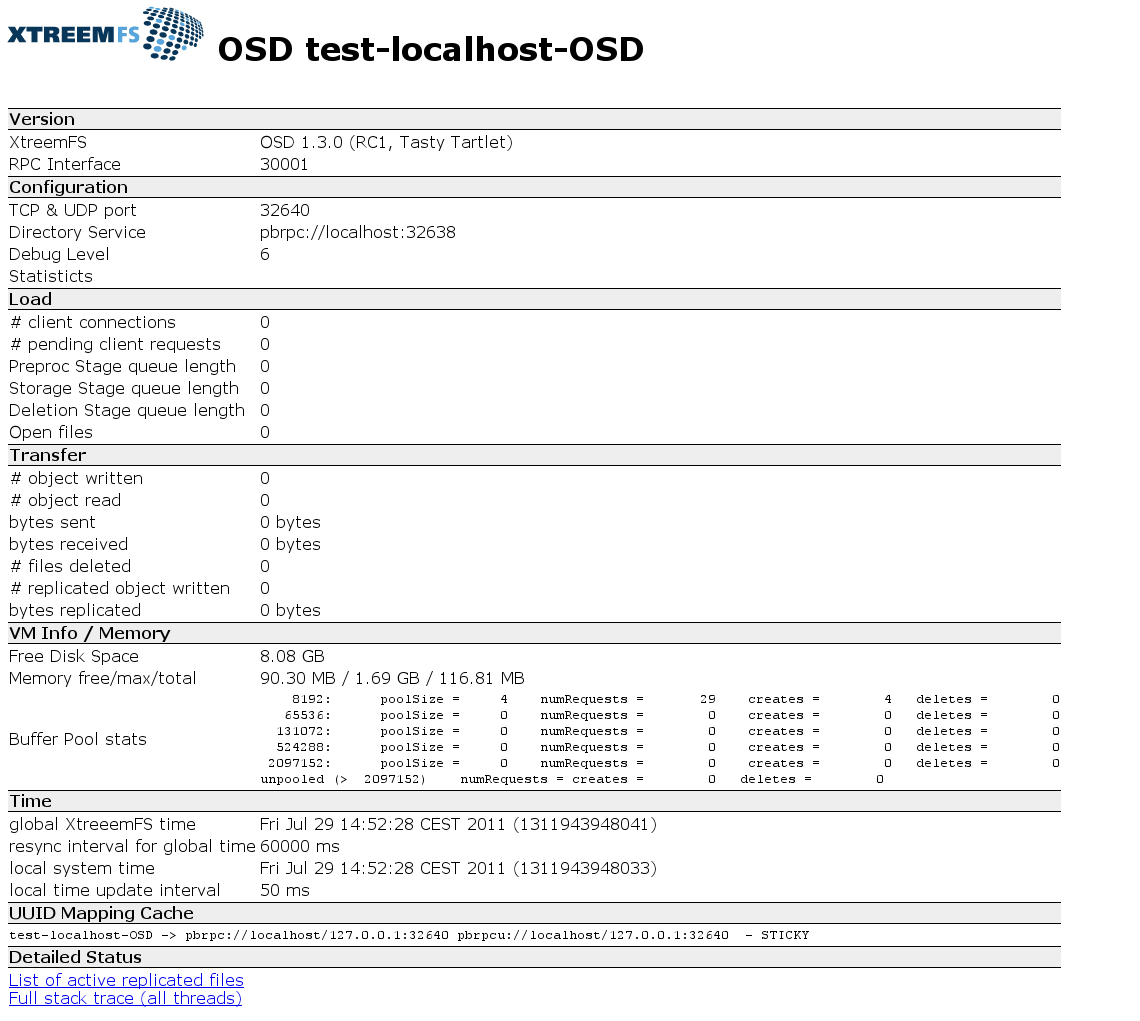 XTREEMFS
OSD test-localhost-OSD
Version
XtreemFS OSD 1.3.0 (RC1, Tasty Tartlet)
RPC Interface 30001
Configuration
TCP & UDP port 32640
Directory Service pbrpc://localhost:32638
Debug Level 6
Statisticts
Load
# client connections 0
# pending client requests 0
Preproc Stage queue length 0
Storage Stage queue length 0
Deletion Stage queue length 0
Open files 0
Transfer
# object written 0
# object read 0
bytes sent 0 bytes
bytes received 0 bytes
# files deleted 0
# replicated object written 0
bytes replicated 0 bytes
VM Info / Memory
Free Disk Space 8.08 GB
Memory free/max/total 90.30 MB / 1.69 GB / 116.81 MB
Buffer Pool stats
8192: poolSize = 4 numRequests = 29 creates = 4 deletes = 0
65536: poolSize = 0 numRequests = 0 creates = 0 deletes = 0
131072: poolSize = 0 numRequests = 0 creates = 0 deletes = 0
524288: poolSize = 0 numRequests = 0 creates = 0 deletes = 0
2097152: poolSize = 0 numRequests = 0 creates = 0 deletes = 0
unpooled (> 2097152) numRequests = creates = 0 deletes = 0
Time
global XtreeemFS time Fri Jul 29 14:52:28 CEST 2011 (1311943948041)
resync interval for global time 60000 ms
local system time Fri Jul 29 14:52:28 CEST 2011 (1311943948033)
local time update interval 50 ms
UUID Mapping Cache
test-localhost-OSD -> pbrpc://localhost/127.0.0.1:32640 pbrpcu://localhost/127.0.0.1:32640 - STICKY
Detailed Status
List of active replicated files
Full stack trace (all threads)